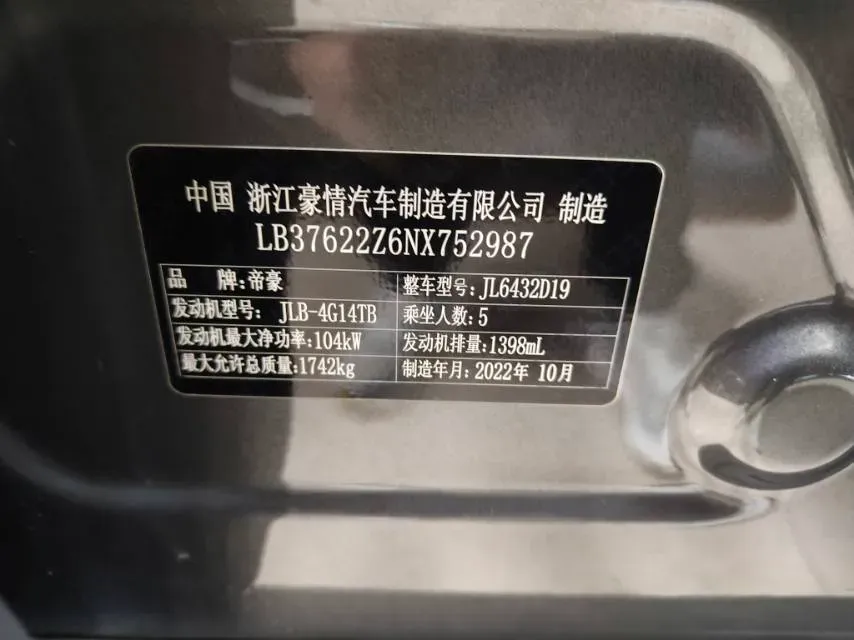 中国 浙江豪情汽车制造有限公司 制造
LB37622Z6NX752987
品 牌:帝豪 整车型号:JL6432D19
发动机型号: JLB-4G14TB 乘坐人数:5
发动机最大净功率:104kW 发动机排量:1398mL
最大允许总质量:1742kg 制造年月:2022年 10月